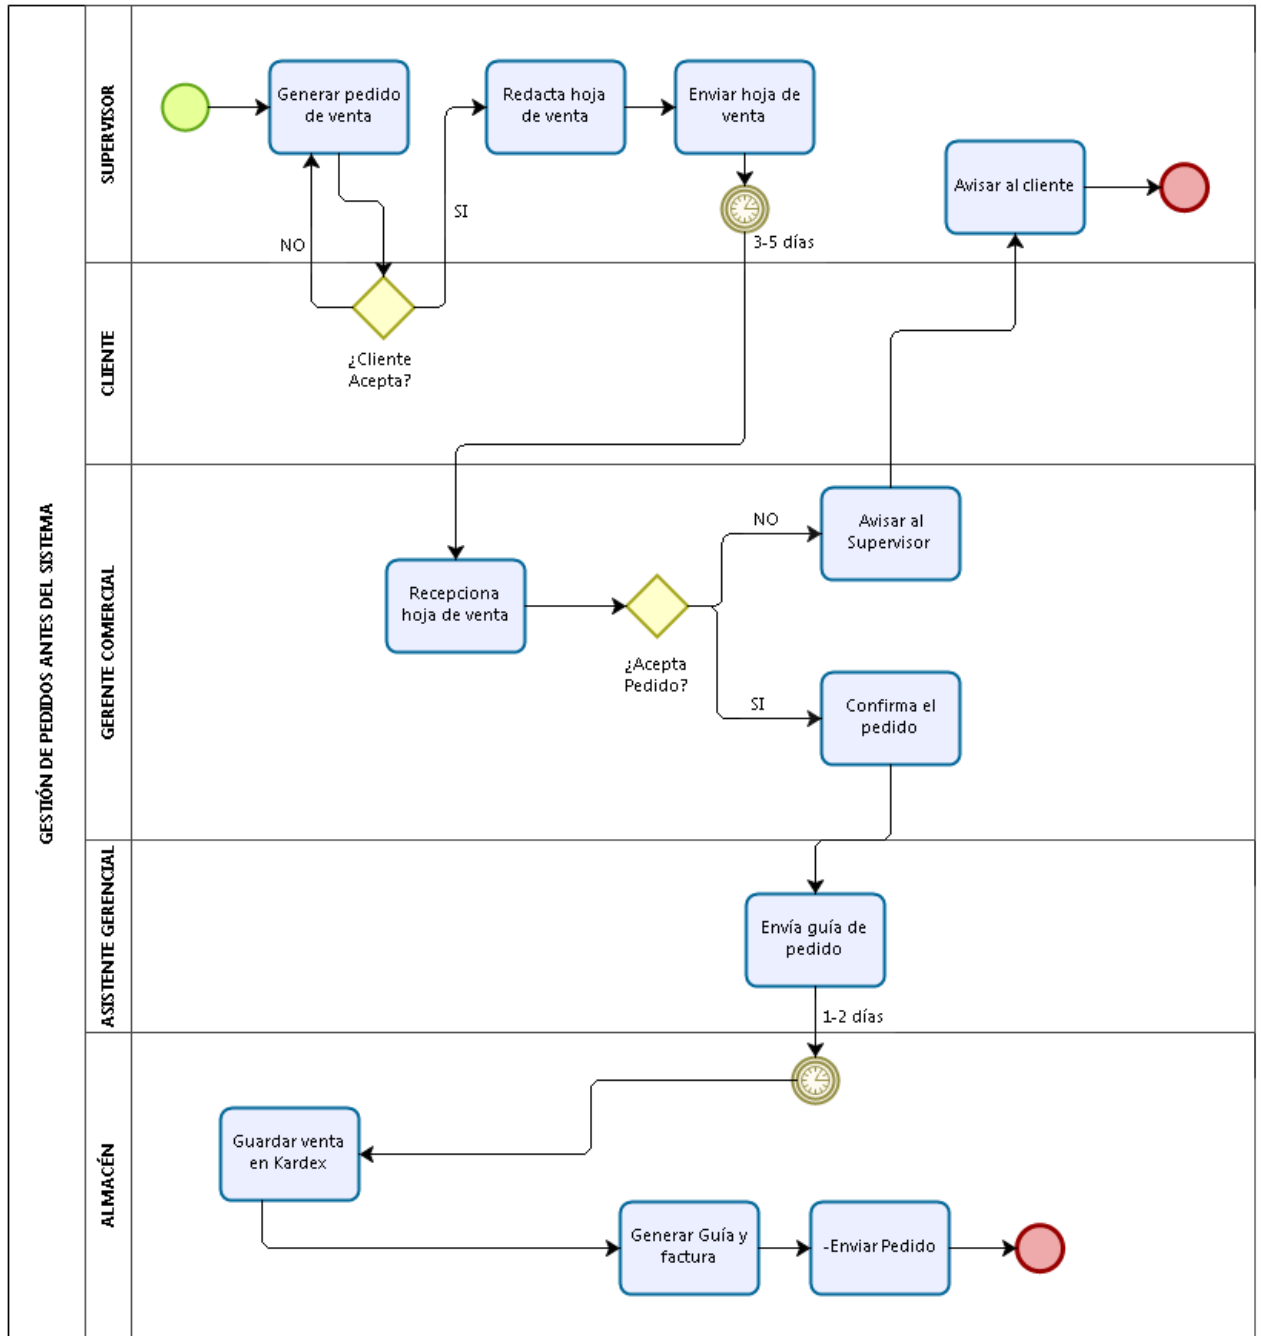 GESTIÓN DE PEDIDOS ANTES DEL SISTEMA
SUPERVISOR
Generar pedido
de venta
Redacta hoja
de venta
Enviar hoja de
venta
Avisar al cliente
SI
NO
3-5 días
CLIENTE
¿Cliente
Acepta?
GERENTE COMERCIAL
Recepciona
hoja de venta
¿Acepta
Pedido?
NO
Avisar al
Supervisor
SI
Confirma el
pedido
ASISTENTE GERENCIAL
Envía guía de
pedido
1-2 días
ALMACÉN
Guardar venta
en Kardex
Generar Guía y
factura
-Enviar Pedido